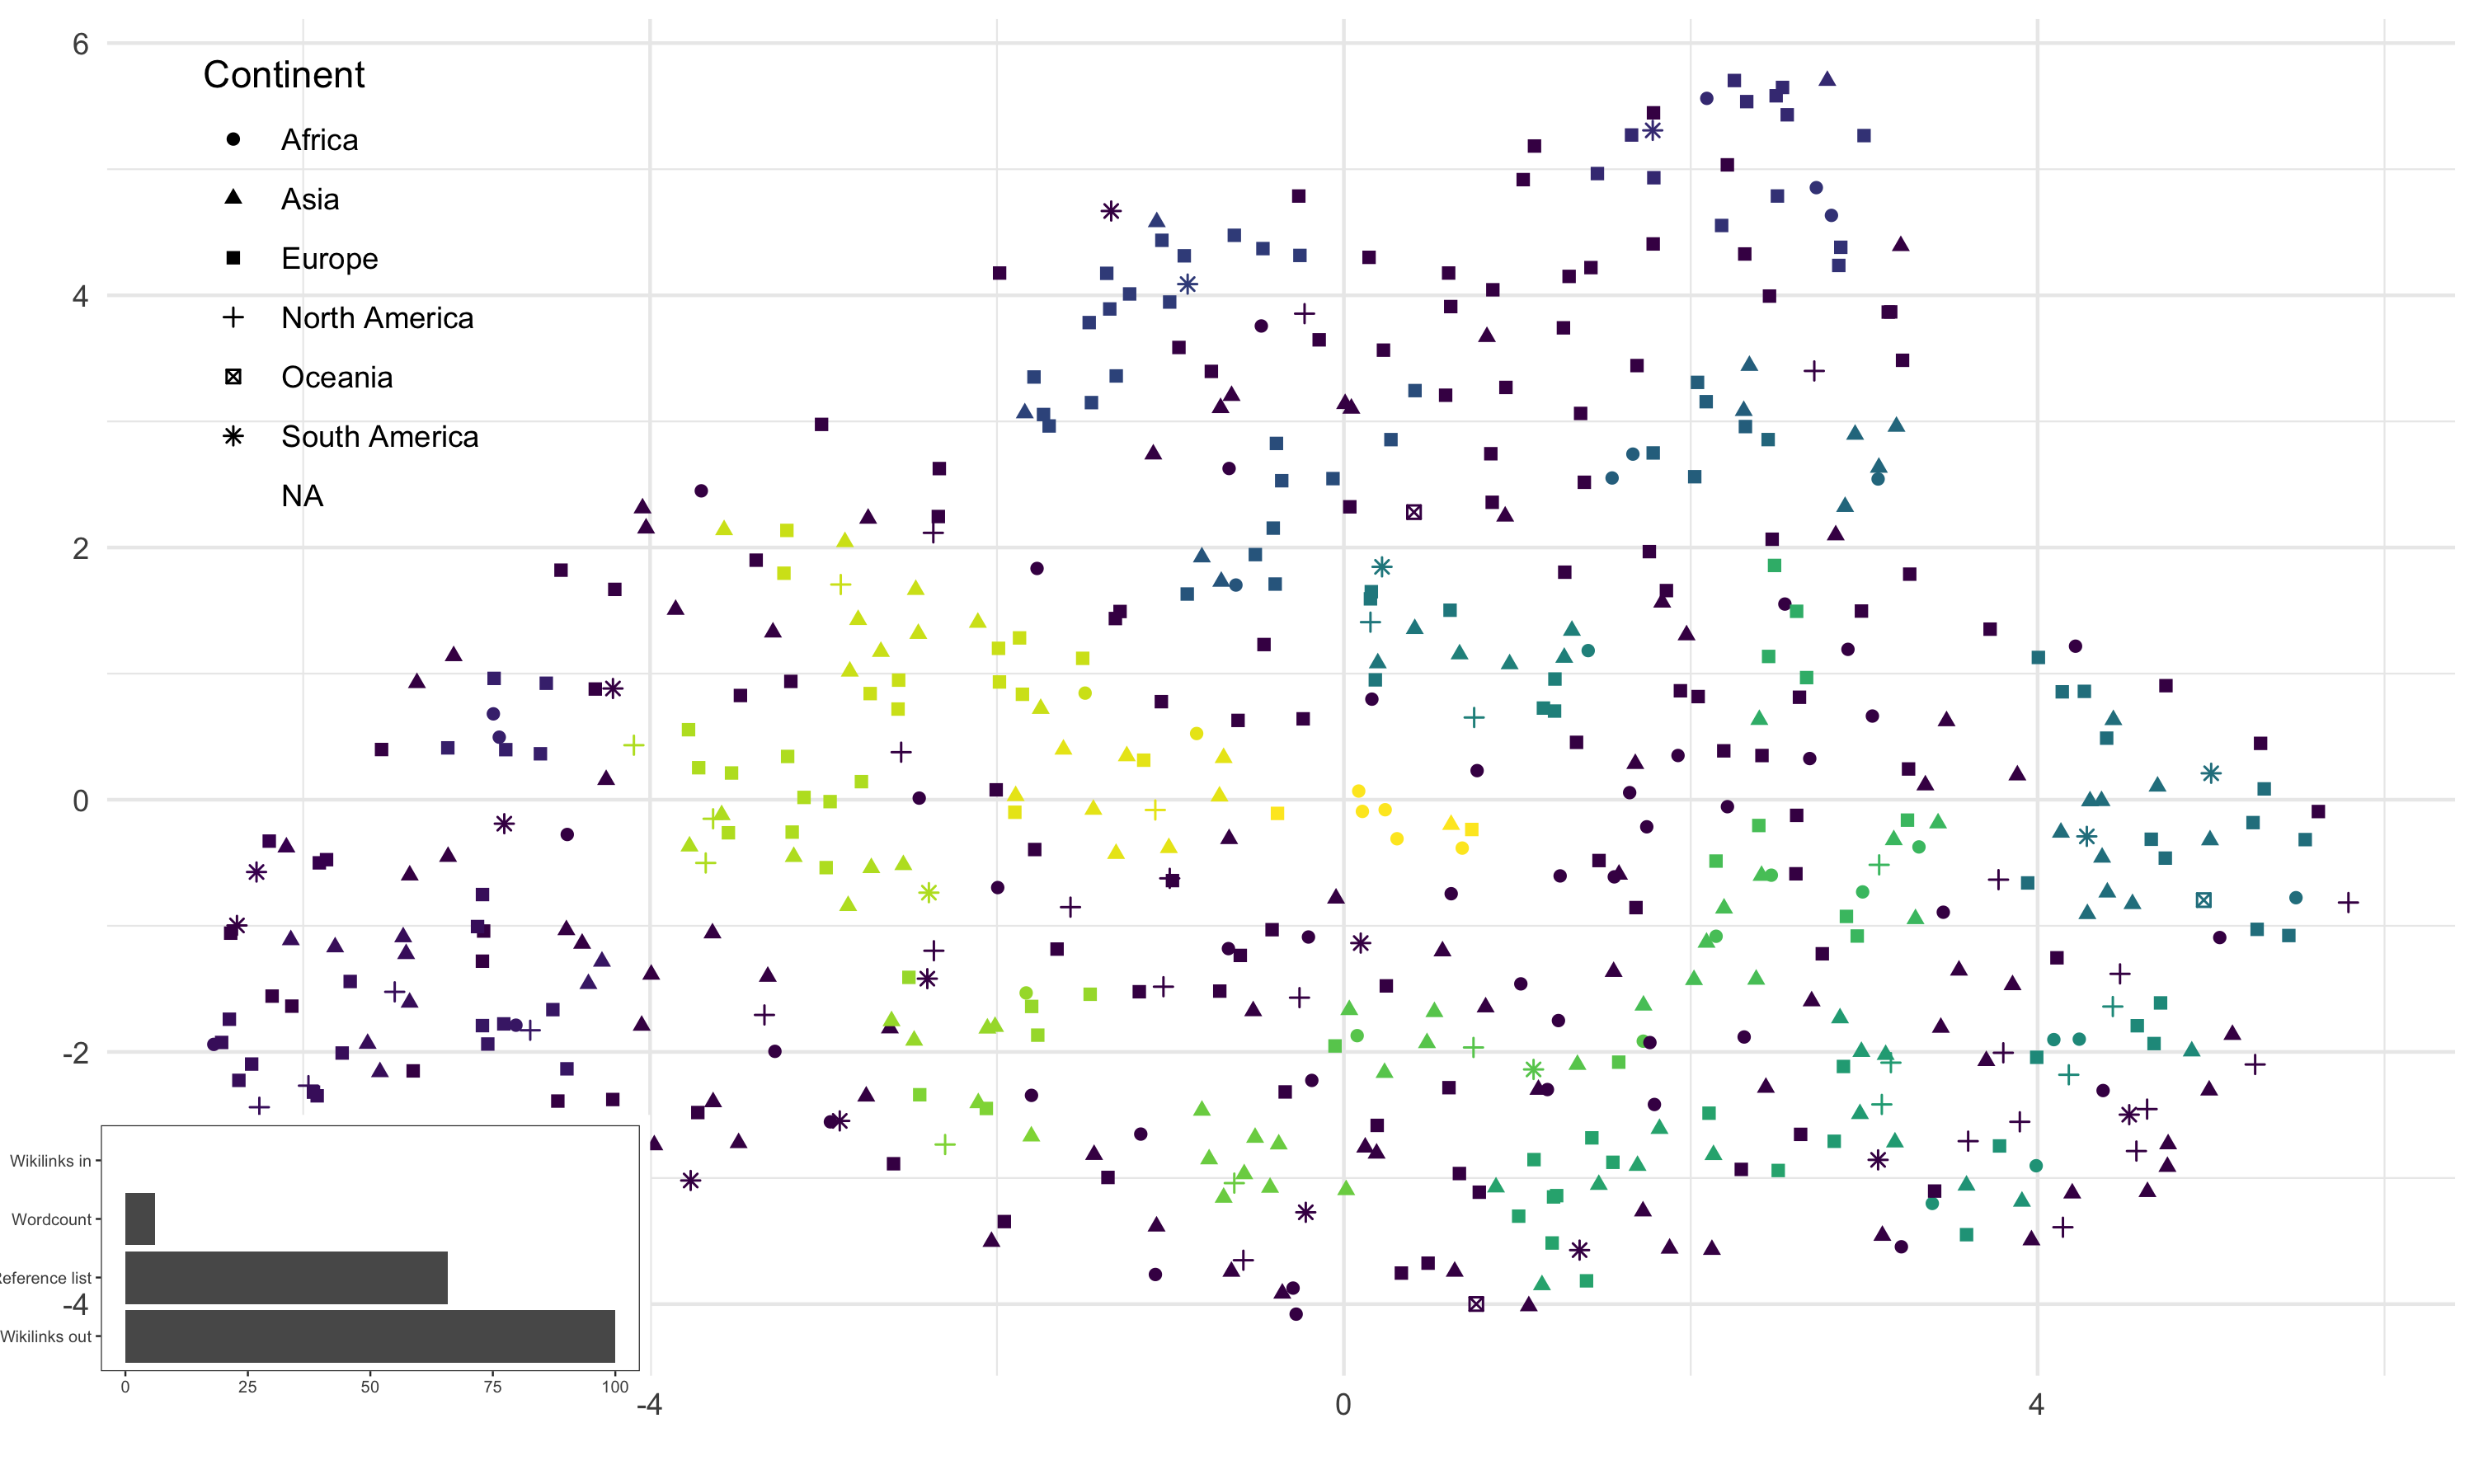 6
Continent
Africa
Asia
Europe
4
North America
Oceania
South America
NA
2
0
-2
Wikilinks in
Wordcount
eference list
-4
Wikilinks out
0 25 50 75 100
-4 0 4